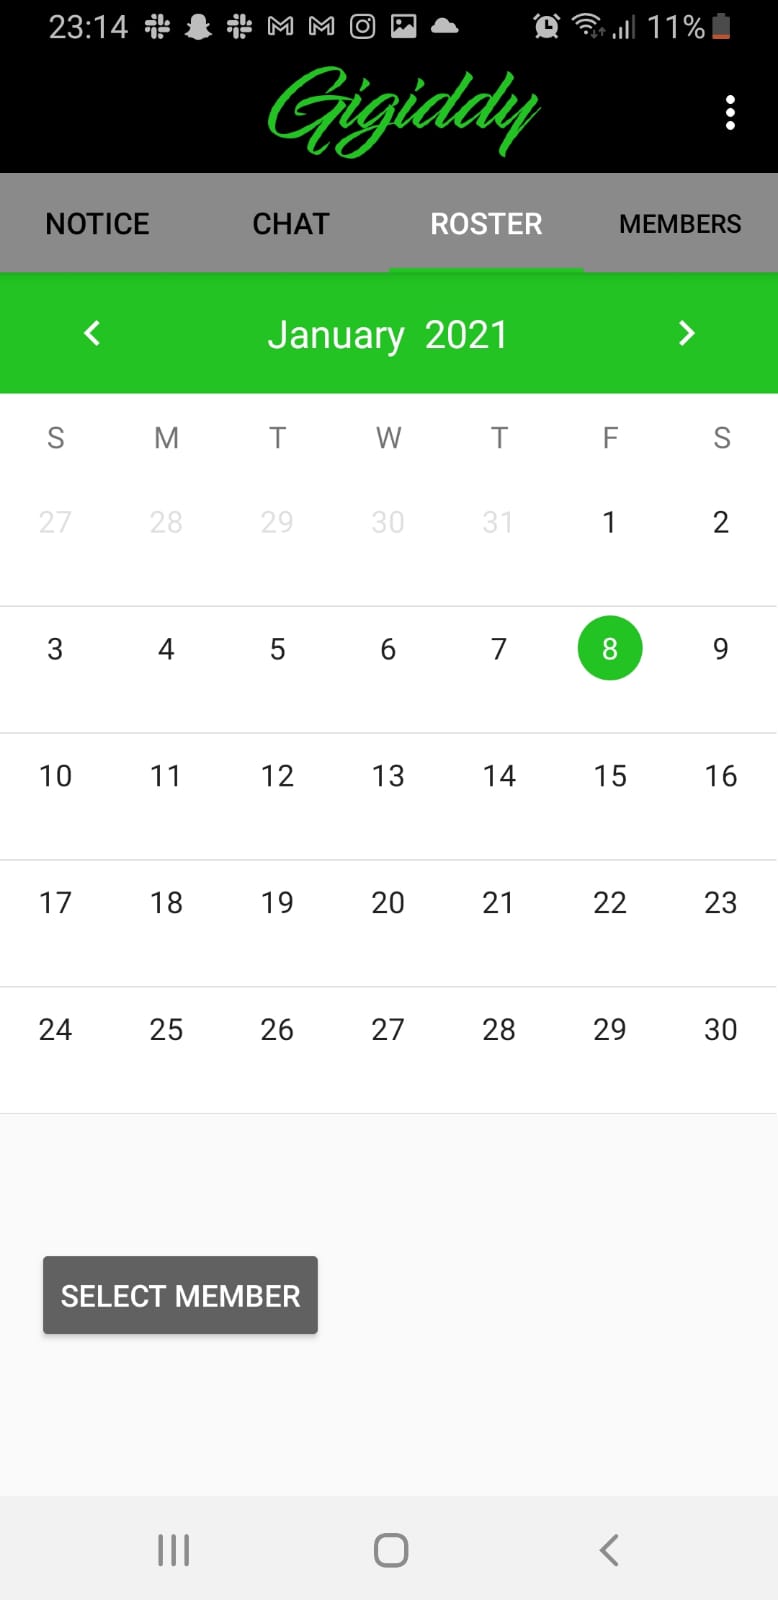 23:14 11%
Gigiddy
NOTICE CHAT ROSTER MEMBERS
January 2021
S M T W T F S
27 28 29 30 31 1 2
3 4 5 6 7 8 9
10 11 12 13 14 15 16
17 18 19 20 21 22 23
24 25 26 27 28 29 30
SELECT MEMBER